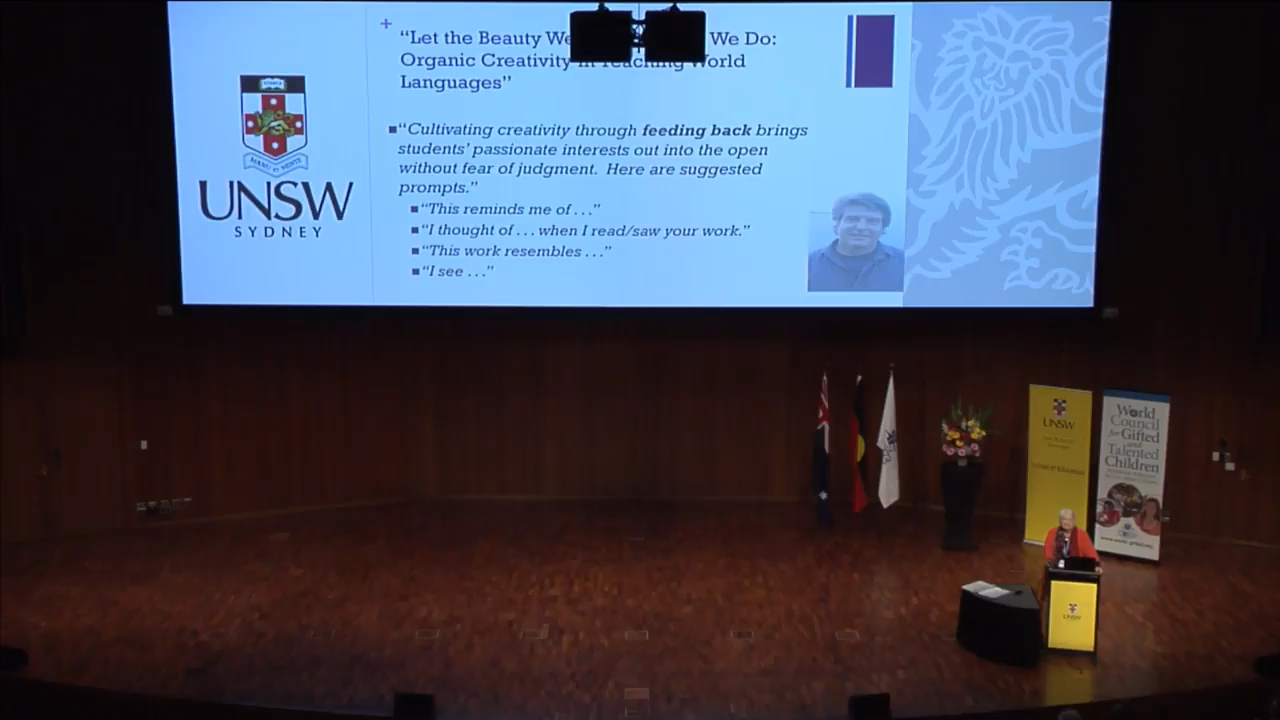 +
“Let the Beauty We We Do:
Organic Creativity in Teaching World
Languages”
“Cultivating creativity through feeding back brings
students’ passionate interests out into the open
without fear of judgment. Here are suggested
prompts.”
“This reminds me of . . .”
“I thought of . . . when I read/saw your work.”
“This work resembles . . .”
“I see . . .”
UNSW
SYDNEY
UNSW
World
Council
for Gifted
and
Talented
Children
UNSW